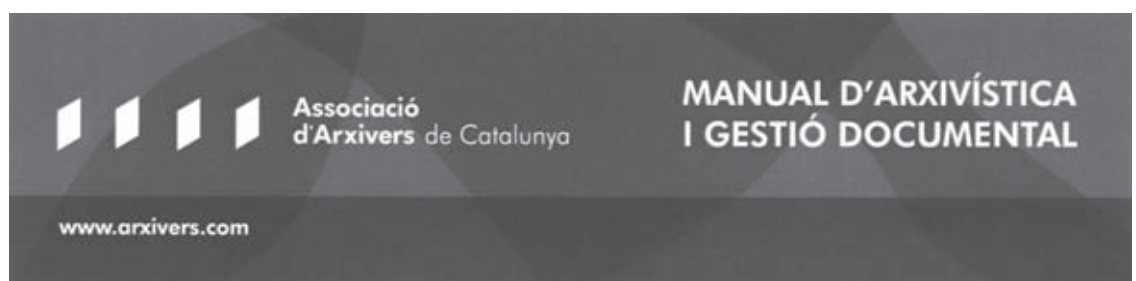 Associació
d'Arxivers de Catalunya
MANUAL D'ARXIVÍSTICA
I GESTIÓ DOCUMENTAL
www.arxivers.com